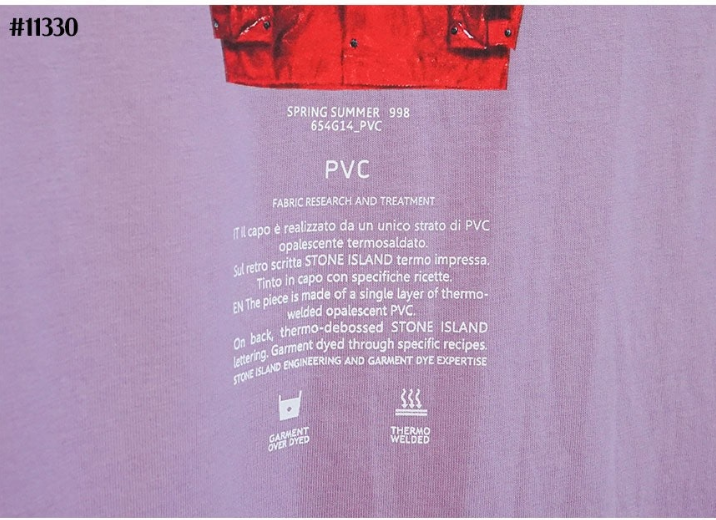 #11330
SPRING SUMMER 998
654G14_PVC
PVC
FABRIC RESEARCH AND TREATMENT
IT Il capo è realizzato da un unico strato di PVC
opalescente termosaldato.
Sul retro scritta STONE ISLAND termo impressa.
Tinto in capo con specifiche ricette.
EN The piece is made of a single layer of thermo-
welded opalescent PVC.
On back, thermo-debossed STONE ISLAND
lettering. Garment dyed through specific recipes.
STONE ISLAND ENGINEERING AND GARMENT DYE EXPERTISE
GARMENT
OVER DYED
THERMO
WELDED